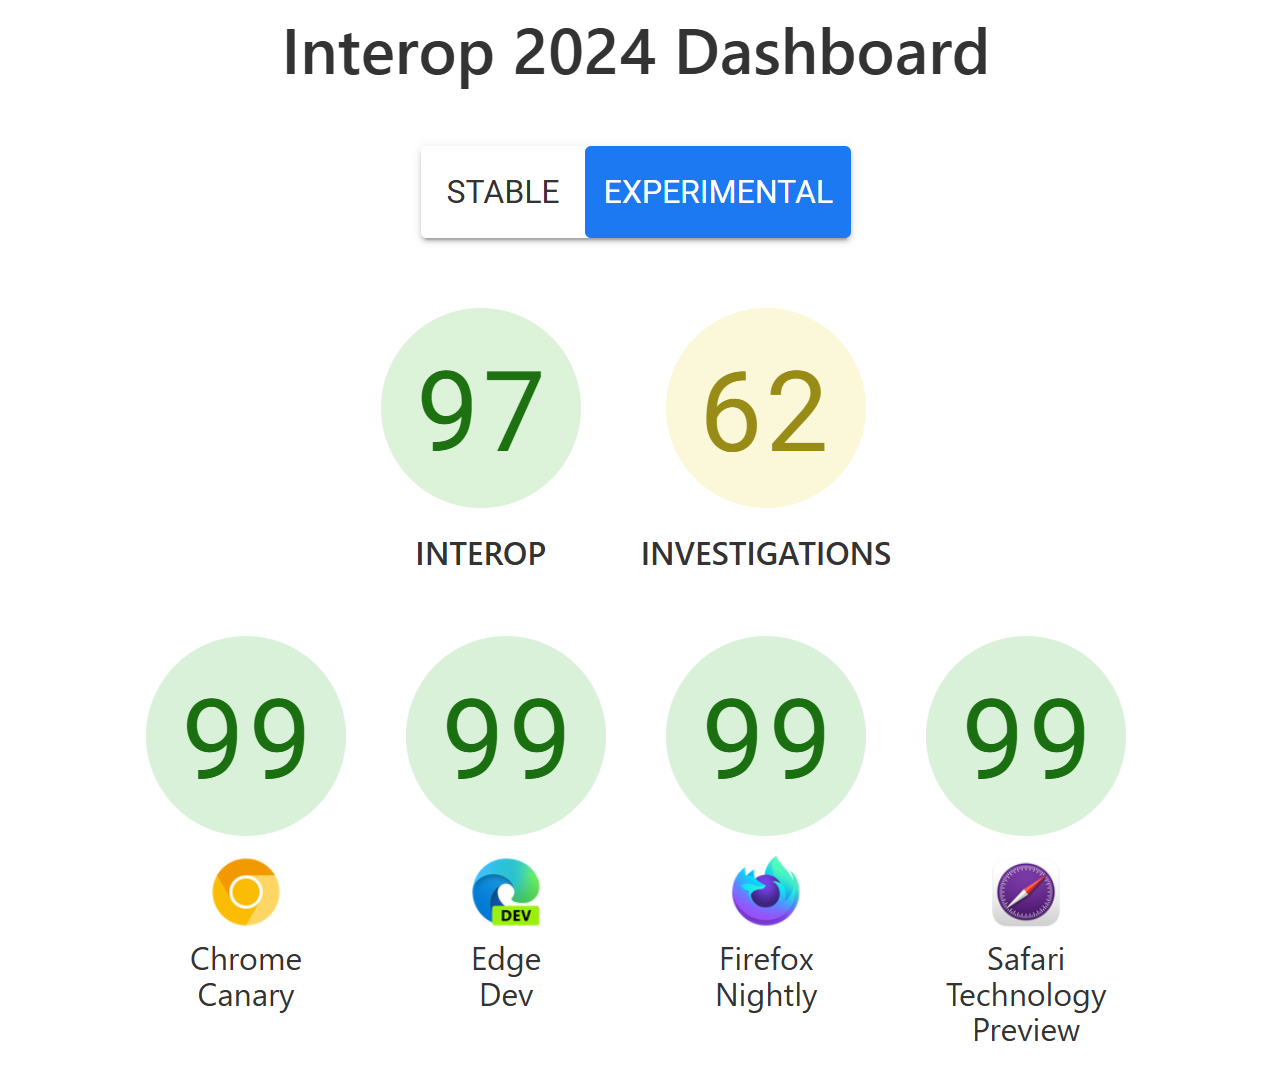 Interop 2024 Dashboard
STABLE EXPERIMENTAL
97 62
INTEROP INVESTIGATIONS
99 99 99 99
DEV
Chrome Edge Firefox Safari
Canary Dev Nightly Technology
Preview